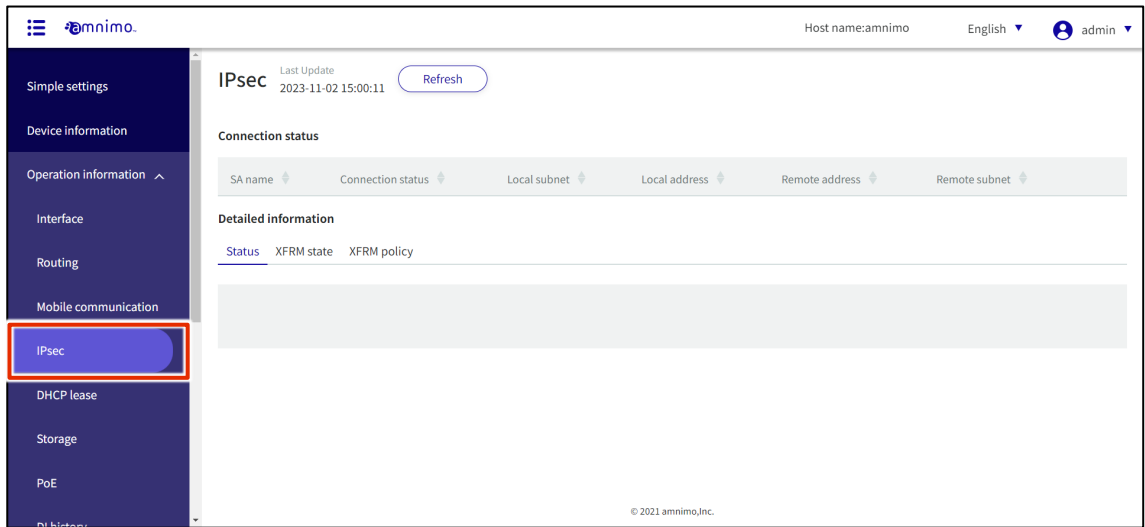 amnimo
Host name:amnimo
English
admin
Simple settings
Device information
Operation information
Interface
Routing
Mobile communication
IPsec
DHCP lease
Storage
PoE
DI history
IPsec
Last Update
2023-11-02 15:00:11
Refresh
Connection status
SA name Connection status Local subnet Local address Remote address Remote subnet
Detailed information
Status XFRM state XFRM policy
© 2021 amnimo,Inc.